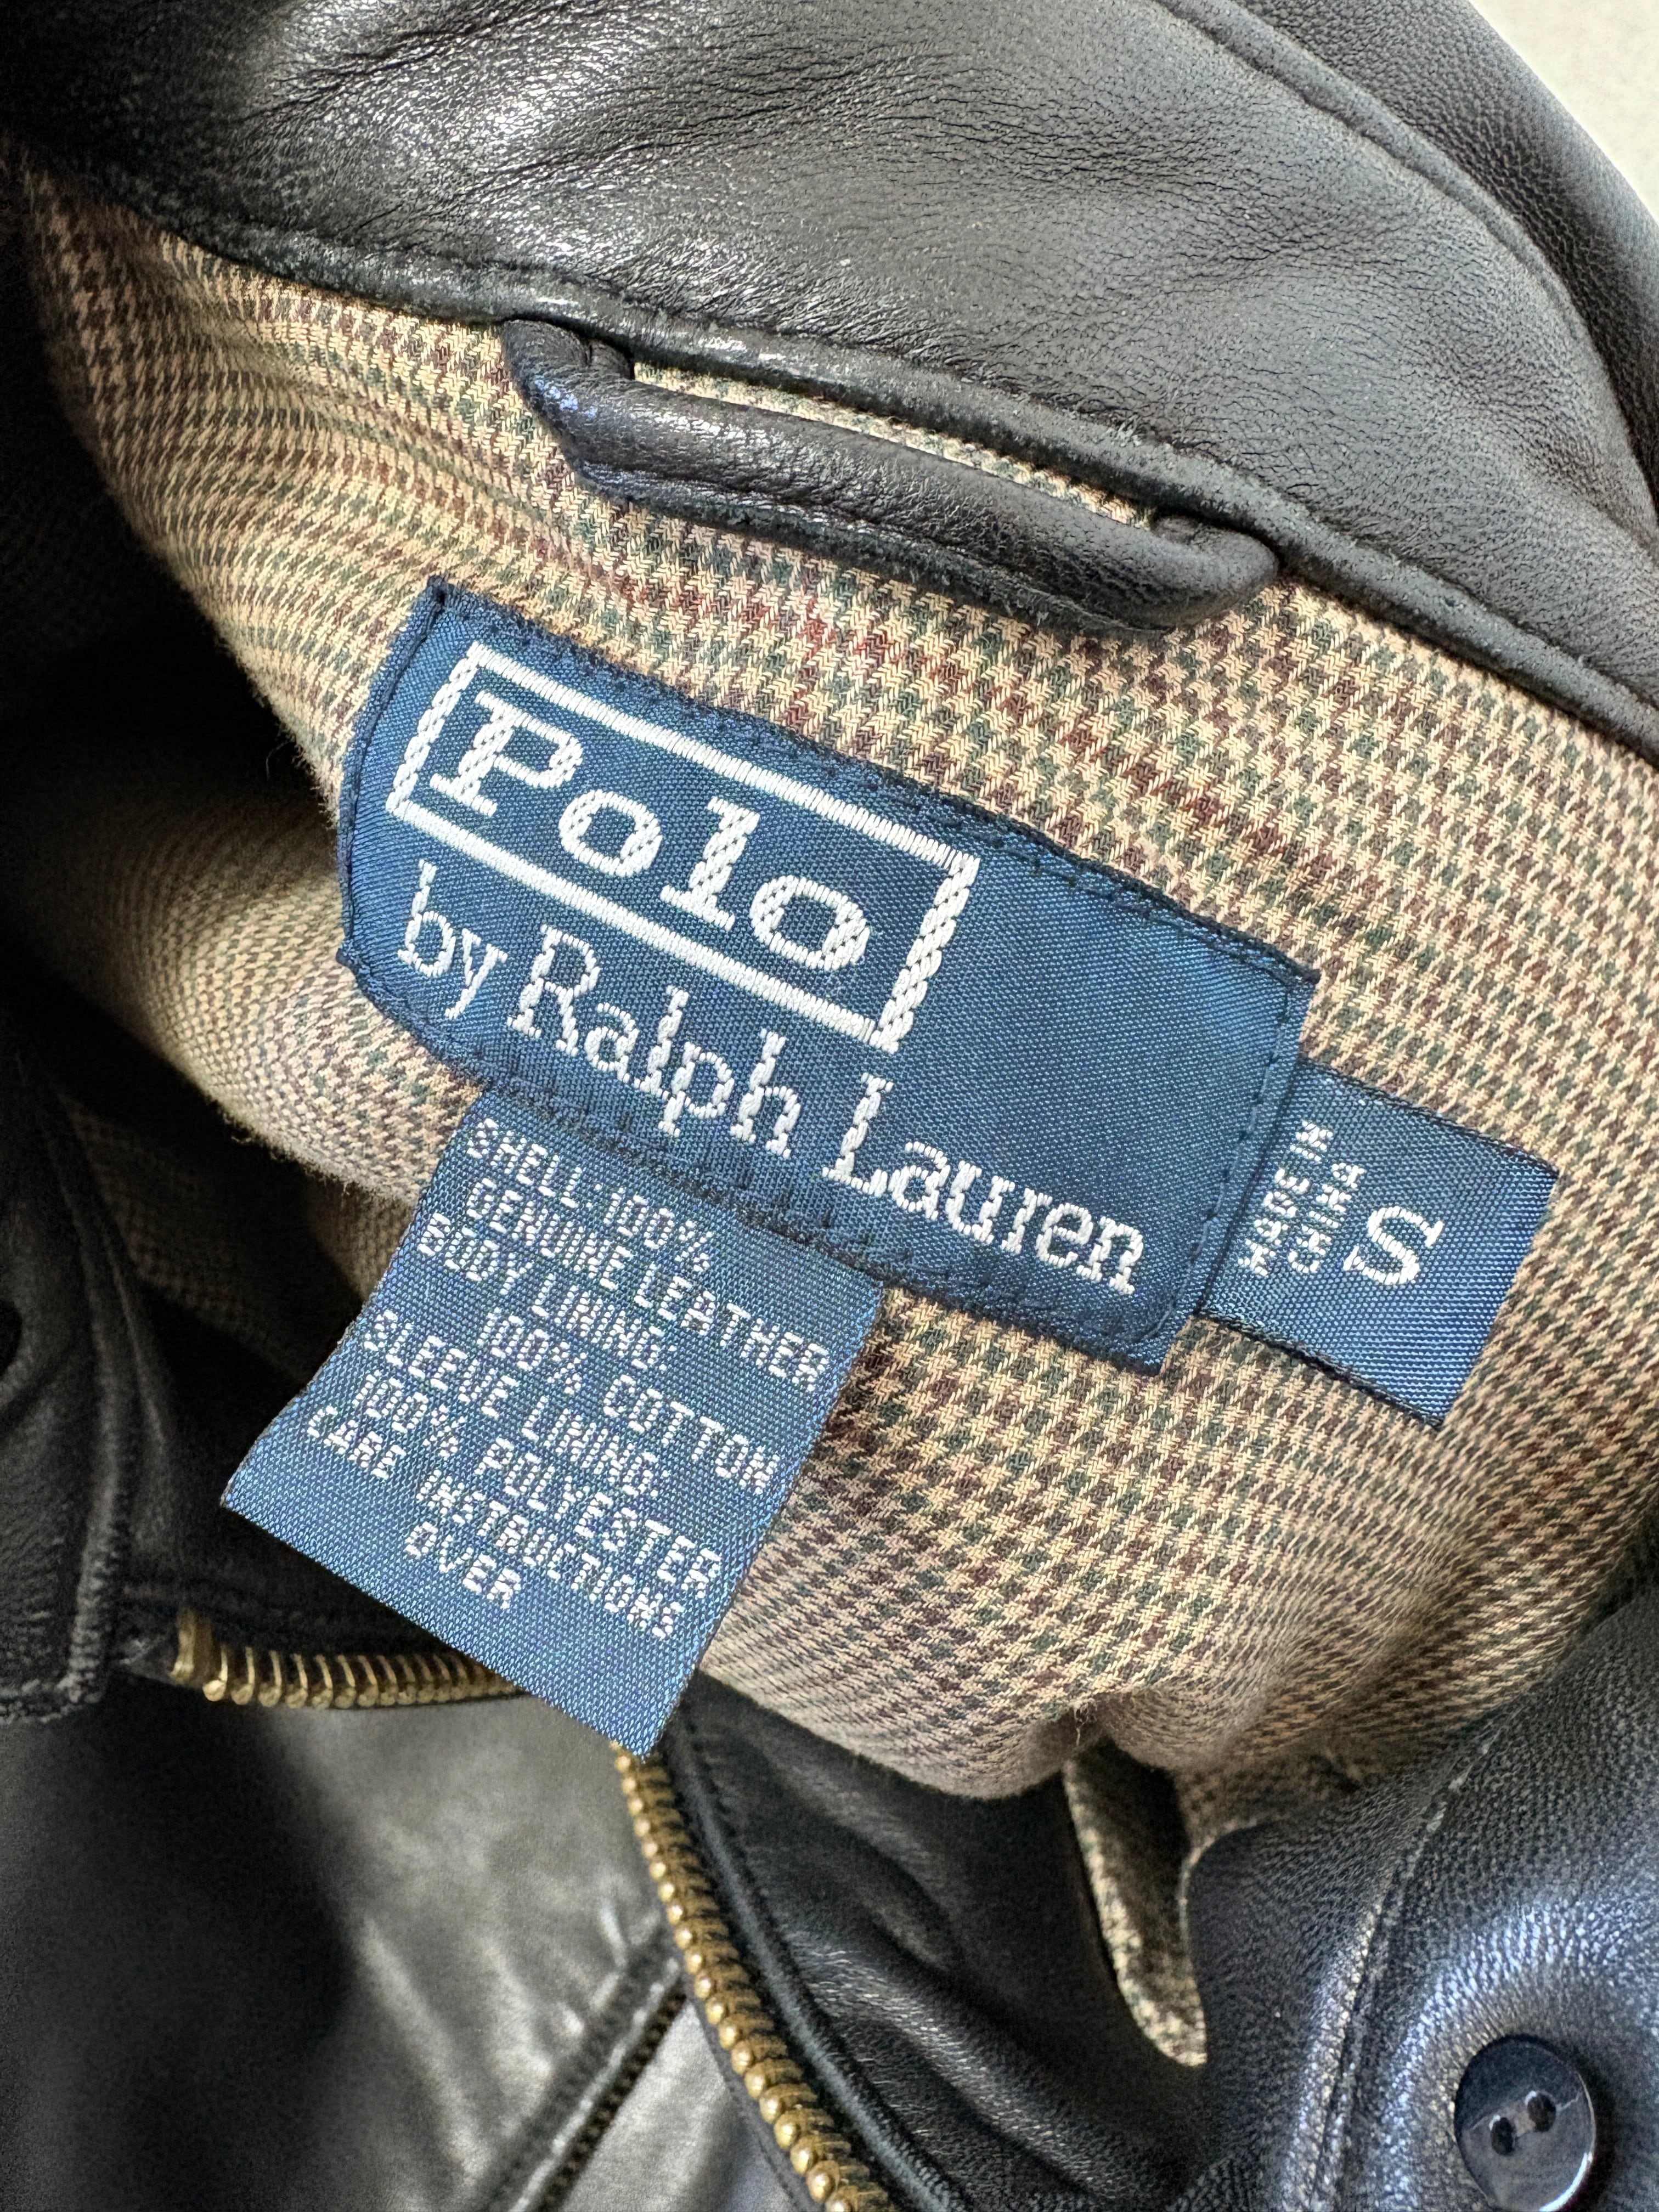 Polo
by Ralph Lauren
MADE IN
CHINA
S
SHELL: 100%
GENUINE LEATHER
BODY LINING:
100% COTTON
SLEEVE LINING:
100% POLYESTER
CARE INSTRUCTIONS
OVER